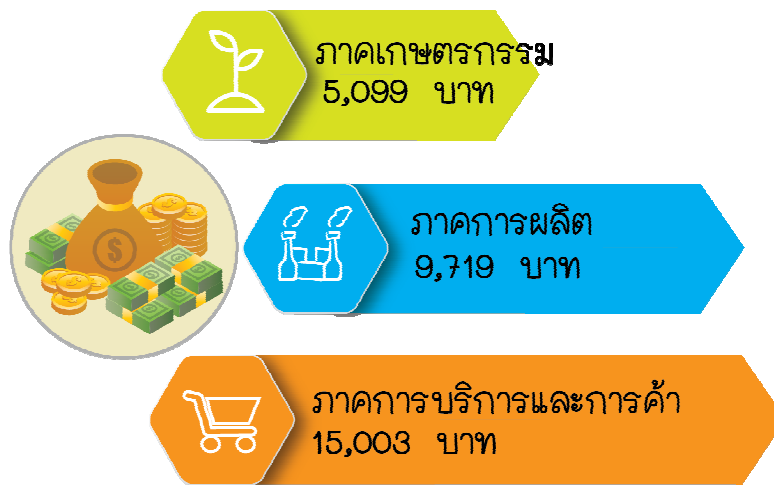 ภาคเกษตรกรรม
5,099 บาท
ภาคการผลิต
9,719 บาท
$
ภาคการบริการและการค้า
15,003 บาท